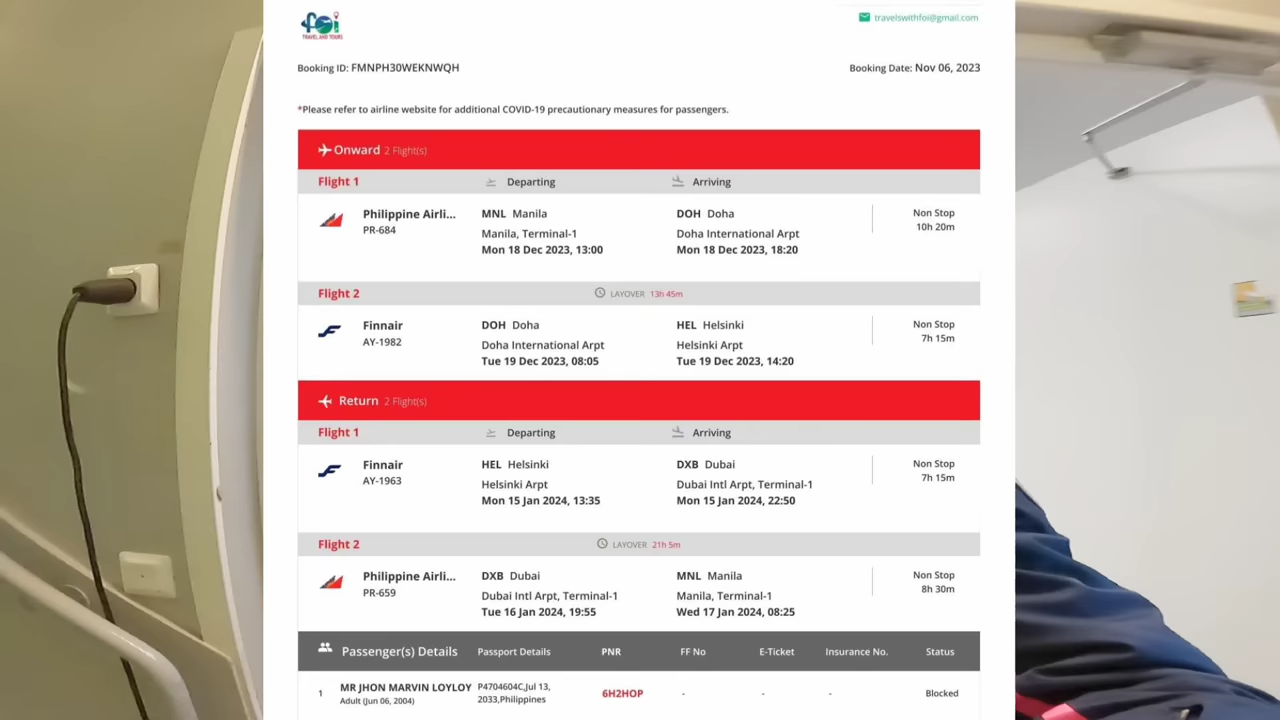 foi
TRAVEL AND TOURS
travelswithfoi@gmail.com
Booking ID: FMNPH30WEKNWQH
Booking Date: Nov 06, 2023
*Please refer to airline website for additional COVID-19 precautionary measures for passengers.
Onward 2 Flight(s)
Flight 1 Departing Arriving
Philippine Airli... MNL Manila DOH Doha Non Stop
PR-684 Manila, Terminal-1 Doha International Arpt 10h 20m
Mon 18 Dec 2023, 13:00 Mon 18 Dec 2023, 18:20
Flight 2 LAYOVER 13h 45m
Finnair DOH Doha HEL Helsinki Non Stop
AY-1982 Doha International Arpt Helsinki Arpt 7h 15m
Tue 19 Dec 2023, 08:05 Tue 19 Dec 2023, 14:20
Return 2 Flight(s)
Flight 1 Departing Arriving
Finnair HEL Helsinki DXB Dubai Non Stop
AY-1963 Helsinki Arpt Dubai Intl Arpt, Terminal-1 7h 15m
Mon 15 Jan 2024, 13:35 Mon 15 Jan 2024, 22:50
Flight 2 LAYOVER 21h 5m
Philippine Airli... DXB Dubai MNL Manila Non Stop
PR-659 Dubai Intl Arpt, Terminal-1 Manila, Terminal-1 8h 30m
Tue 16 Jan 2024, 19:55 Wed 17 Jan 2024, 08:25
Passenger(s) Details Passport Details PNR FF No E-Ticket Insurance No. Status
1 MR JHON MARVIN LOYLOY P4704604C,Jul 13, 6H2HOP - - - Blocked
Adult (Jun 06, 2004) 2033,Philippines